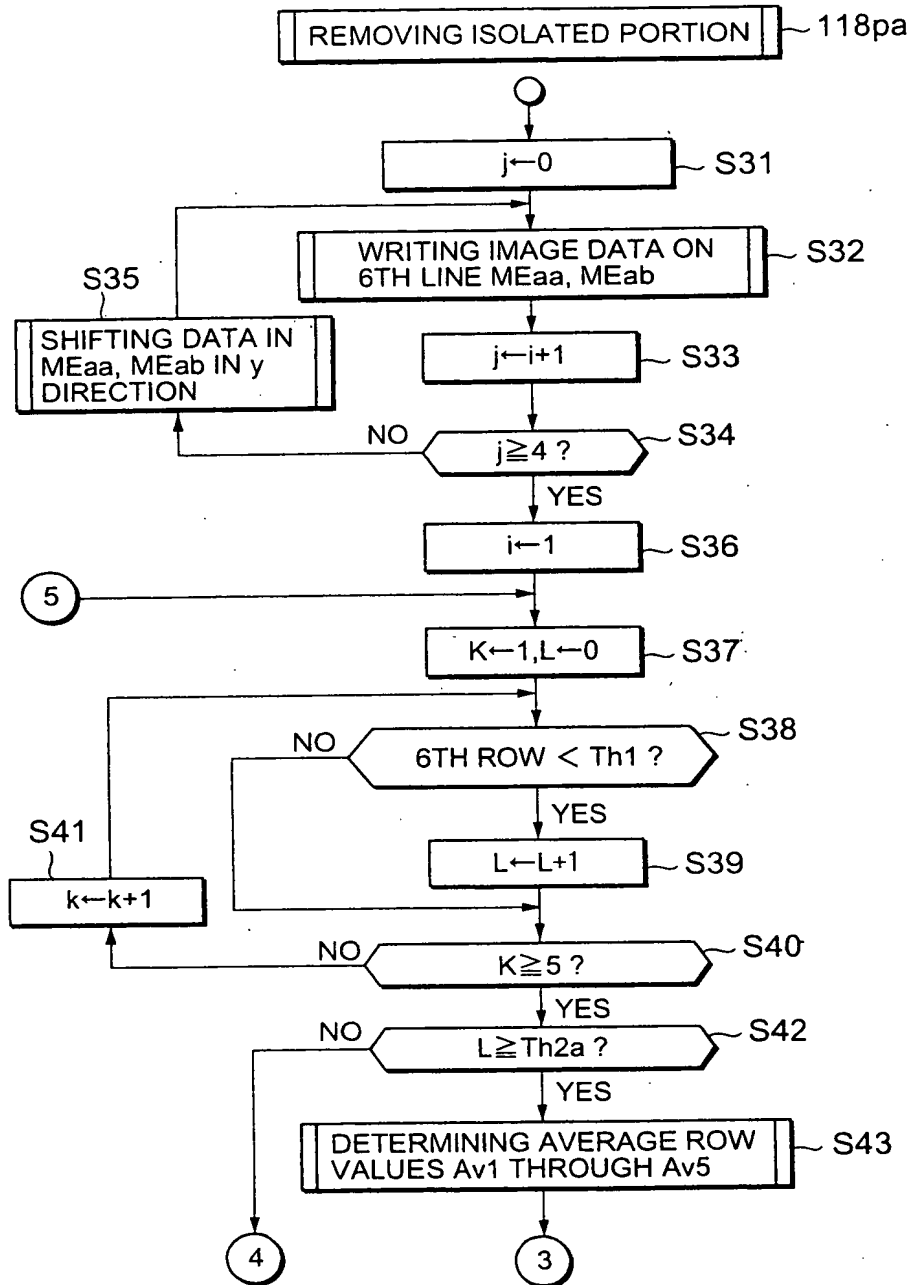 REMOVING ISOLATED PORTION
118pa
j←0
S31
WRITING IMAGE DATA ON
6TH LINE MEaa, MEab
S32
S35
SHIFTING DATA IN
MEaa, MEab IN y
DIRECTION
j←i+1
S33
NO
j≧4 ?
S34
YES
i←1
S36
5
K←1,L←0
S37
NO
6TH ROW < Th1 ?
S38
YES
S41
k←k+1
L←L+1
S39
NO
K≧5 ?
S40
YES
NO
L≧Th2a ?
S42
YES
DETERMINING AVERAGE ROW
VALUES Av1 THROUGH Av5
S43
4
3